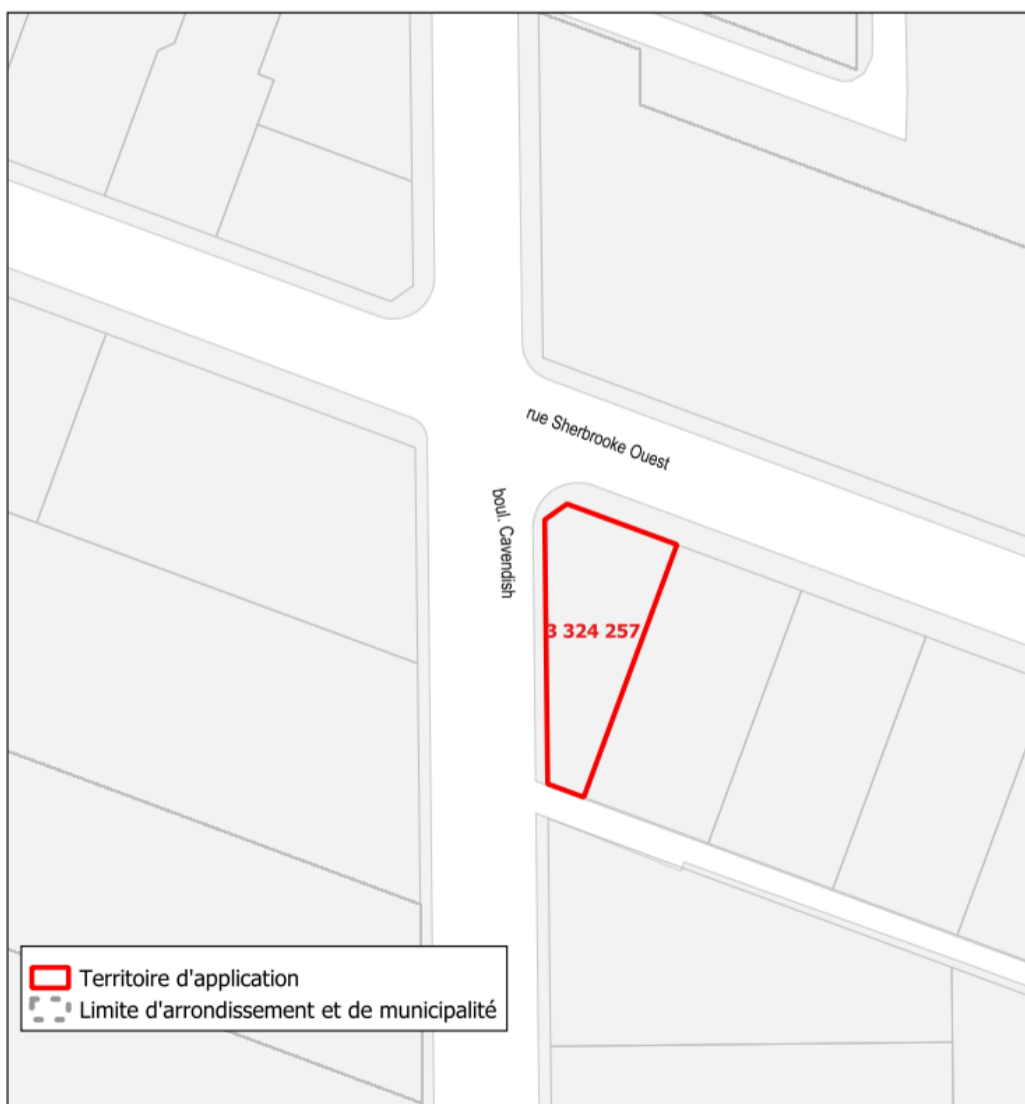 rue Sherbrooke Ouest
boul. Cavendish
3 324 257
Territoire d'application
Limite d'arrondissement et de municipalité